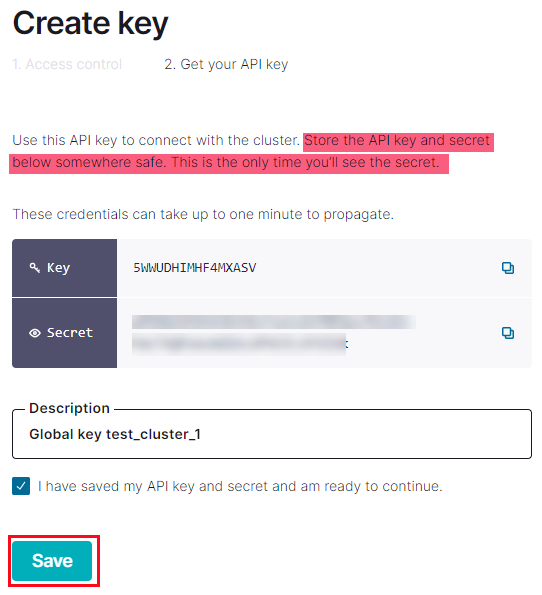 Create key
1. Access control 2. Get your API key
Use this API key to connect with the cluster. Store the API key and secret
below somewhere safe. This is the only time you'll see the secret.
These credentials can take up to one minute to propagate.
Key 5WWUDHIMHF4MXASV
Secret
Description
Global key test_cluster_1
I have saved my API key and secret and am ready to continue.
Save